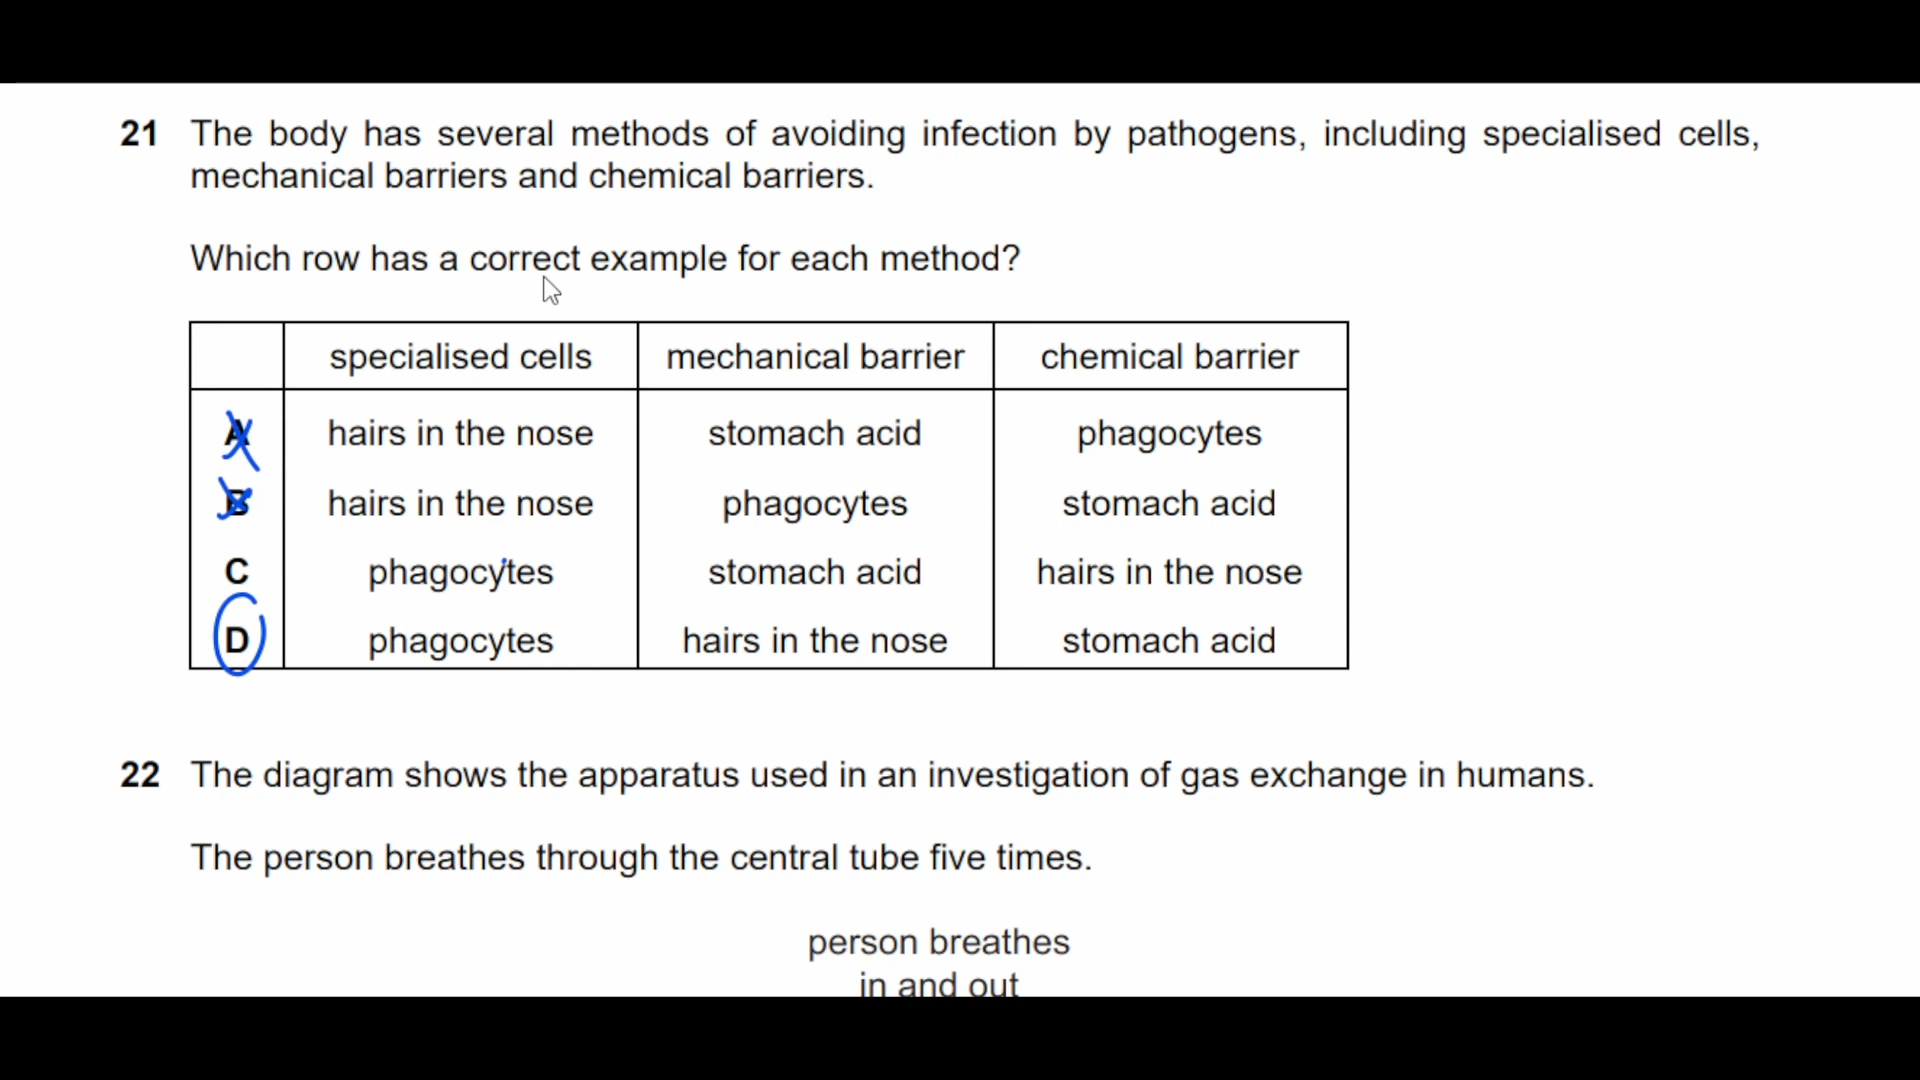 21 The body has several methods of avoiding infection by pathogens, including specialised cells,
mechanical barriers and chemical barriers.
Which row has a correct example for each method?
specialised cells mechanical barrier chemical barrier
A hairs in the nose stomach acid phagocytes
B hairs in the nose phagocytes stomach acid
C phagocytes stomach acid hairs in the nose
D phagocytes hairs in the nose stomach acid
22 The diagram shows the apparatus used in an investigation of gas exchange in humans.
The person breathes through the central tube five times.
person breathes
in and out